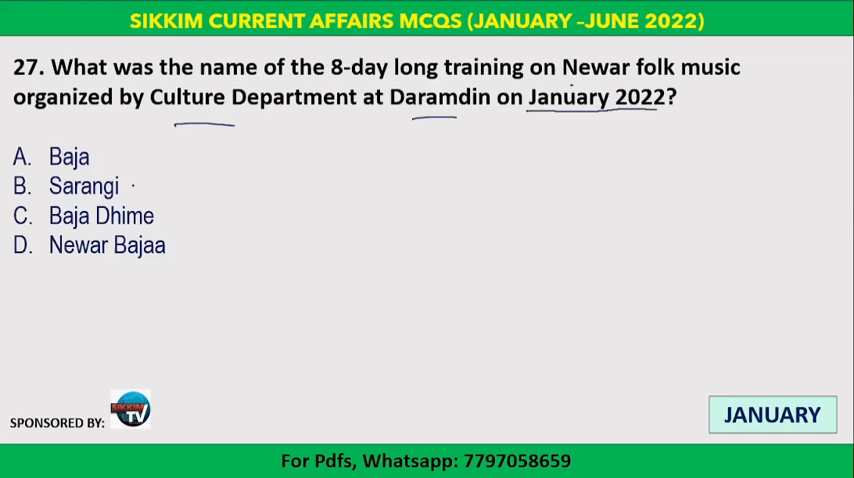 SIKKIM CURRENT AFFAIRS MCQS (JANUARY –JUNE 2022)
27. What was the name of the 8-day long training on Newar folk music
organized by Culture Department at Daramdin on January 2022?
A. Baja
B. Sarangi
C. Baja Dhime
D. Newar Bajaa
SPONSORED BY:
SIKKIM
TV
JANUARY
For Pdfs, Whatsapp: 7797058659